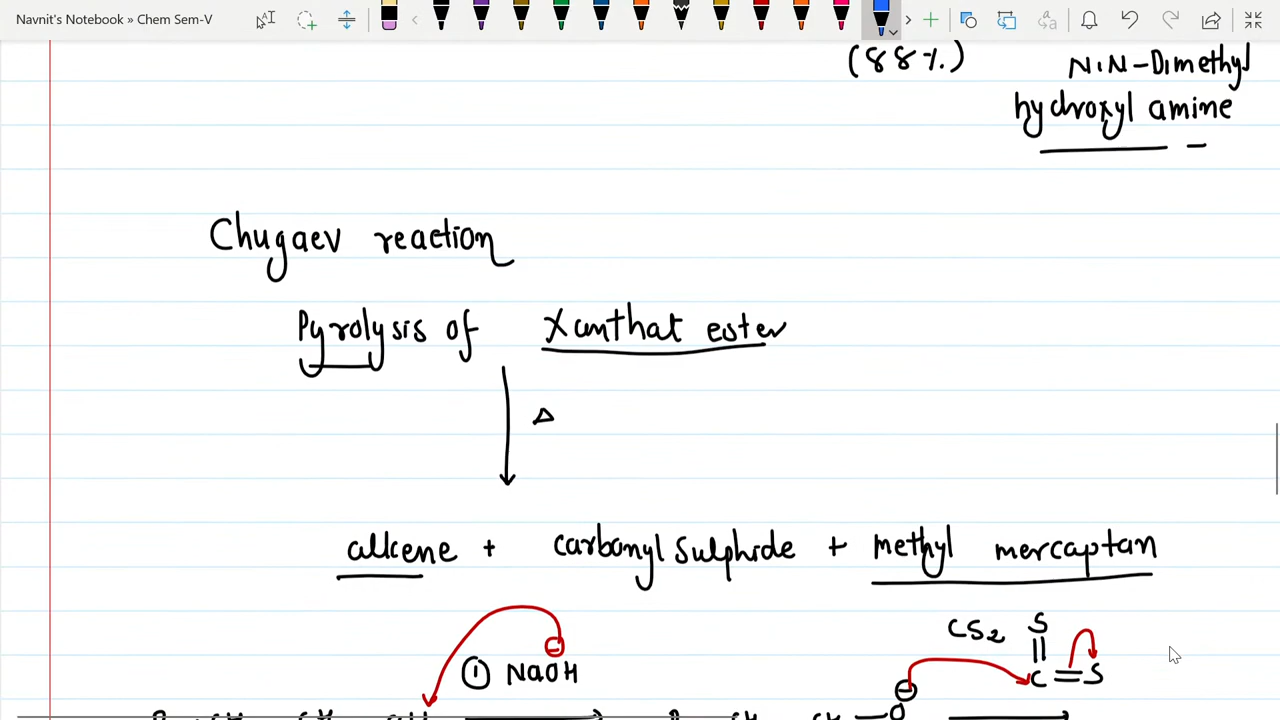 Navnit's Notebook » Chem Sem-V
(88%.)
N,N-Dimethyl
hydroxyl amine
Chugaev reaction
Pyrolysis of Xanthat ester
Δ
alkene + carbonyl Sulphide + methyl mercaptan
CS2 S
① NaOH
C=S
O